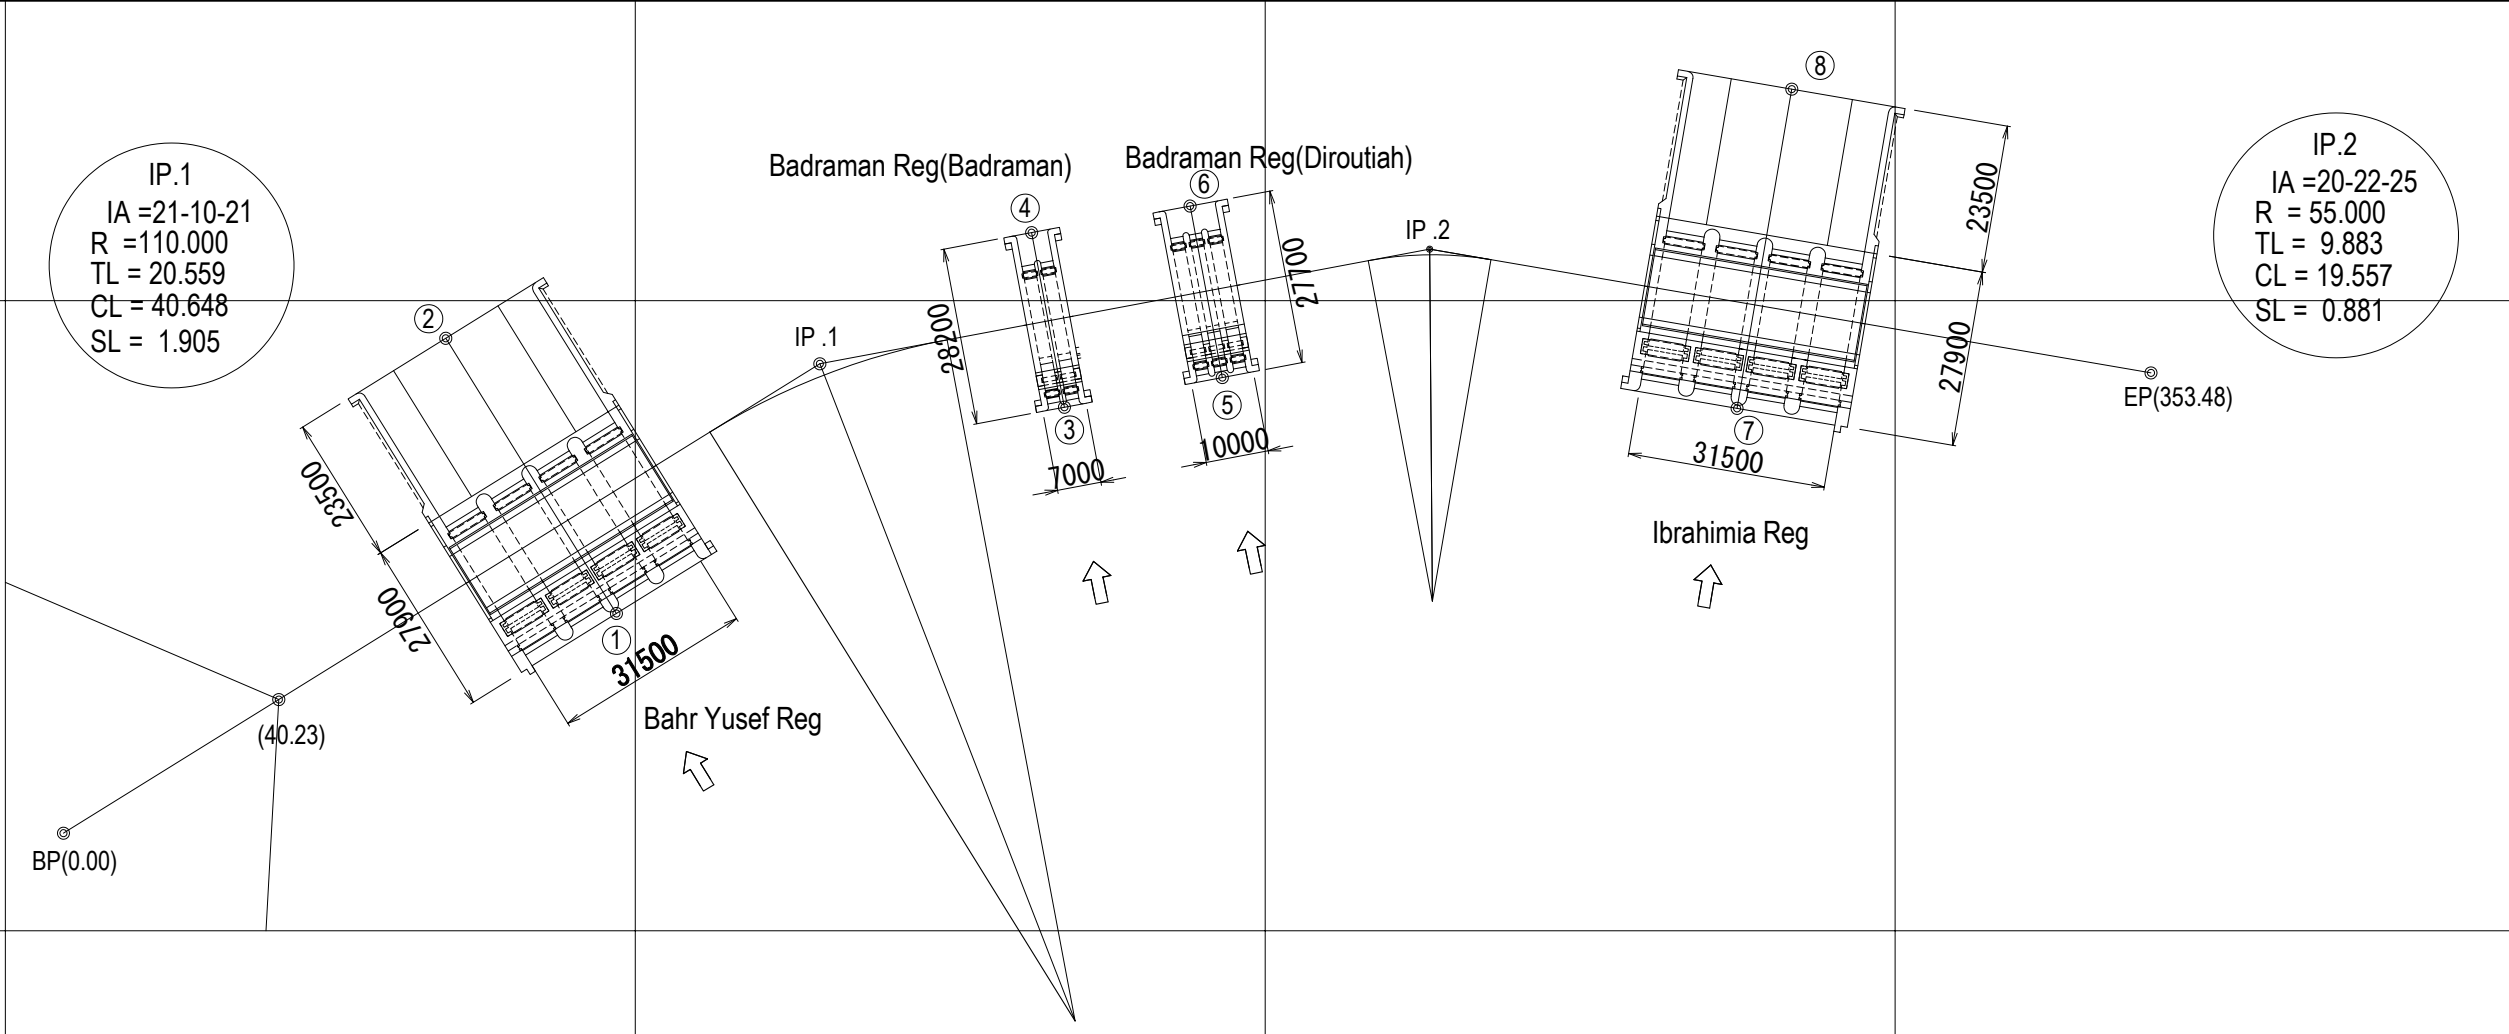 IP.1
IA =21-10-21
R =110.000
TL = 20.559
CL = 40.648
SL = 1.905
Badraman Reg(Badraman)
Badraman Reg(Diroutiah)
⑧
IP.2
IA =20-22-25
R = 55.000
TL = 9.883
CL = 19.557
SL = 0.881
②
④
⑥
IP .1
IP .2
23500
27900
28200
27700
23500
27900
①
③
⑤
⑦
31500
7000
10000
31500
EP(353.48)
Ibrahimia Reg
Bahr Yusef Reg
(40.23)
BP(0.00)